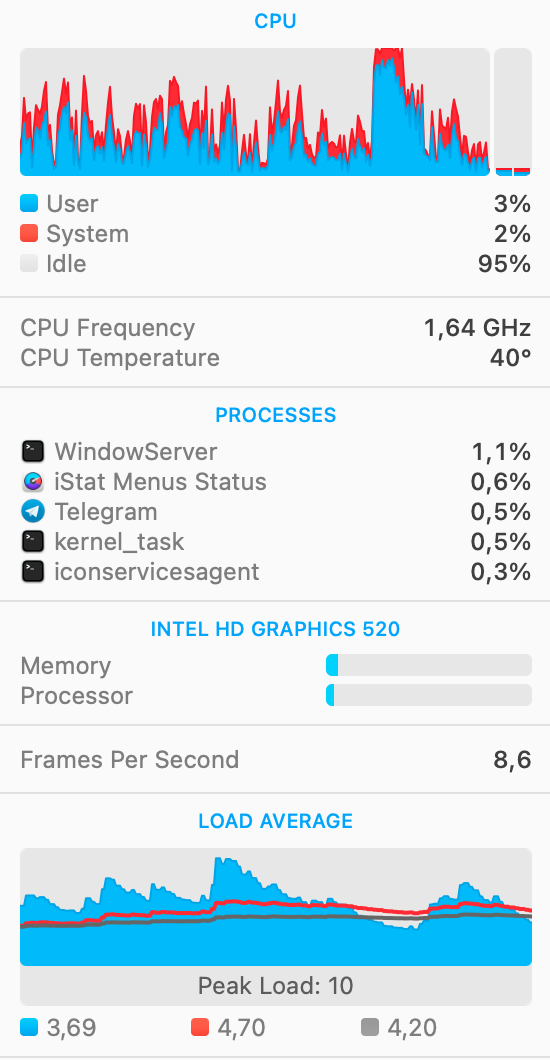 CPU
User 3%
System 2%
Idle 95%
CPU Frequency 1,64 GHz
CPU Temperature 40°
PROCESSES
WindowServer 1,1%
iStat Menus Status 0,6%
Telegram 0,5%
kernel_task 0,5%
iconservicesagent 0,3%
INTEL HD GRAPHICS 520
Memory
Processor
Frames Per Second 8,6
LOAD AVERAGE
Peak Load: 10
3,69 4,70 4,20